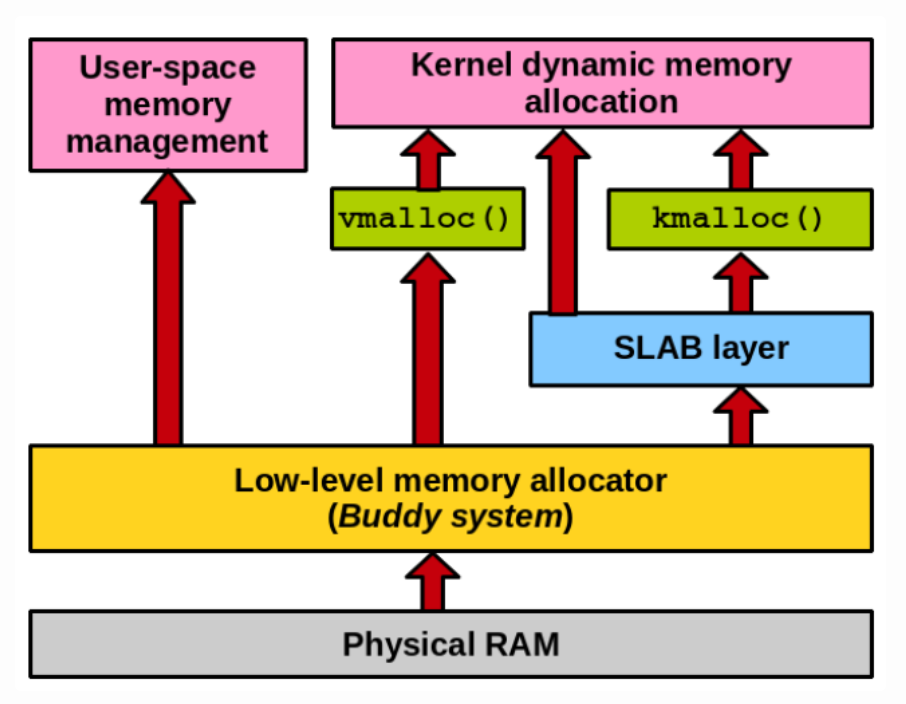 User-space
memory
management
Kernel dynamic memory
allocation
vmalloc()
kmalloc()
SLAB layer
Low-level memory allocator
(Buddy system)
Physical RAM